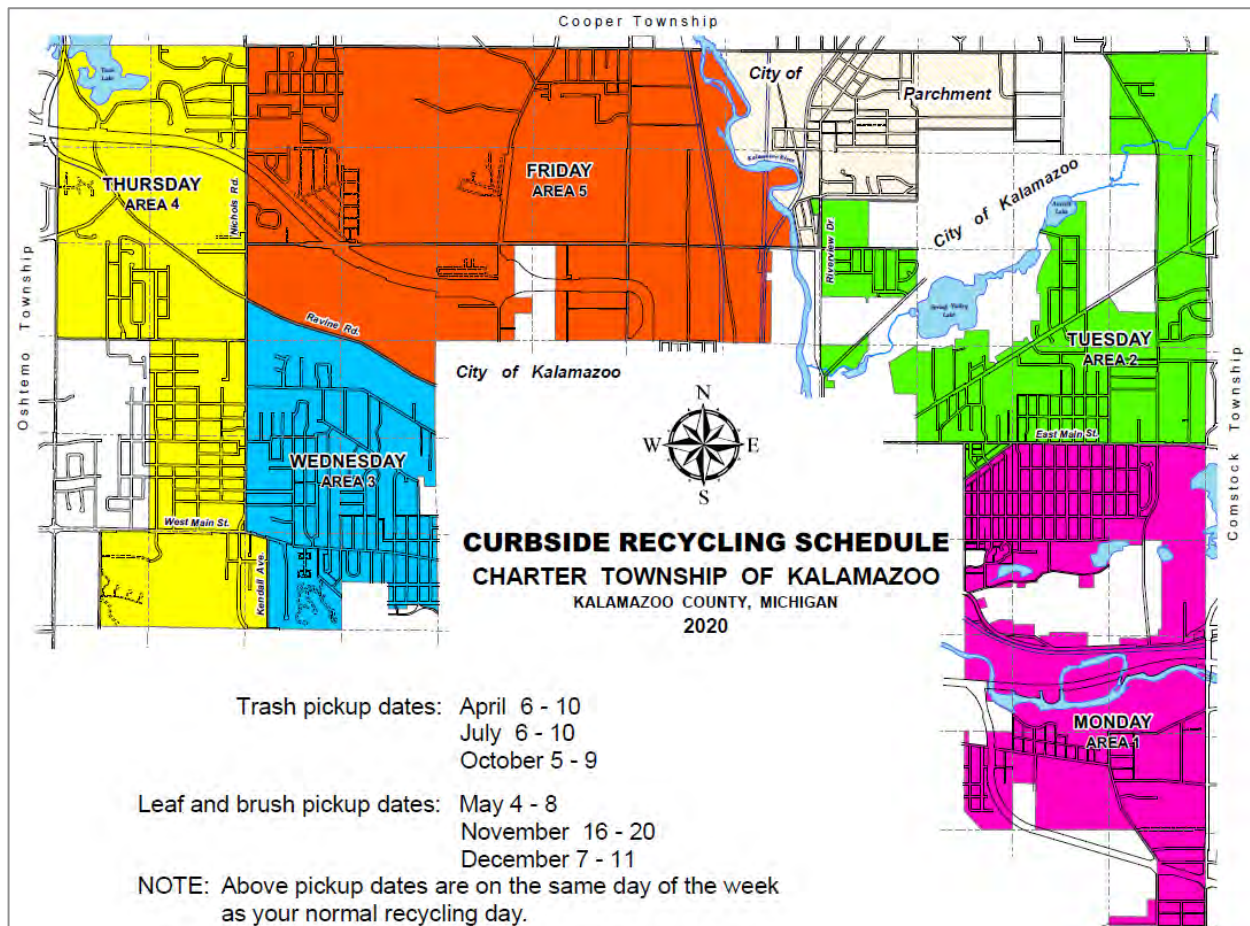 Cooper Township
City of
Parchment
Kalamazoo River
THURSDAY
AREA 4
Nichols Rd.
FRIDAY
AREA 5
City of Kalamazoo
Riverview Dr
Spring Valley
Lake
Oshtemo Township
Ravine Rd.
City of Kalamazoo
TUESDAY
AREA 2
Comstock Township
N
W E
S
East Main St.
WEDNESDAY
AREA 3
West Main St.
Kendall Ave.
CURBSIDE RECYCLING SCHEDULE
CHARTER TOWNSHIP OF KALAMAZOO
KALAMAZOO COUNTY, MICHIGAN
2020
MONDAY
AREA 1
Trash pickup dates: April 6 - 10
July 6 - 10
October 5 - 9
Leaf and brush pickup dates: May 4 - 8
November 16 - 20
December 7 - 11
NOTE: Above pickup dates are on the same day of the week
as your normal recycling day.